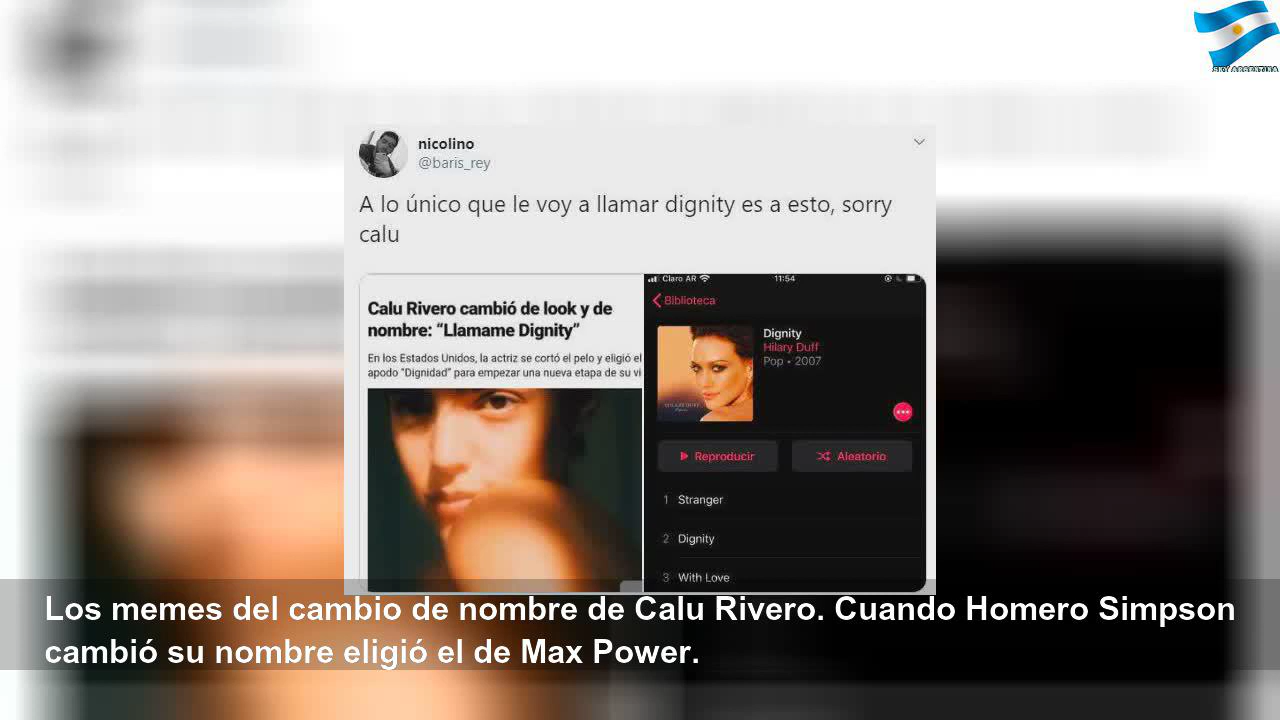 SKY ARGENTINA
nicolino
@baris_rey
A lo único que le voy a llamar dignity es a esto, sorry
calu
Calu Rivero cambió de look y de
nombre: “Llamame Dignity”
En los Estados Unidos, la actriz se cortó el pelo y eligió el
apodo “Dignidad” para empezar una nueva etapa de su vi
Claro AR
11:54
Biblioteca
Dignity
Hilary Duff
Pop • 2007
Reproducir
Aleatorio
1 Stranger
2 Dignity
3 With Love
Los memes del cambio de nombre de Calu Rivero. Cuando Homero Simpson
cambió su nombre eligió el de Max Power.